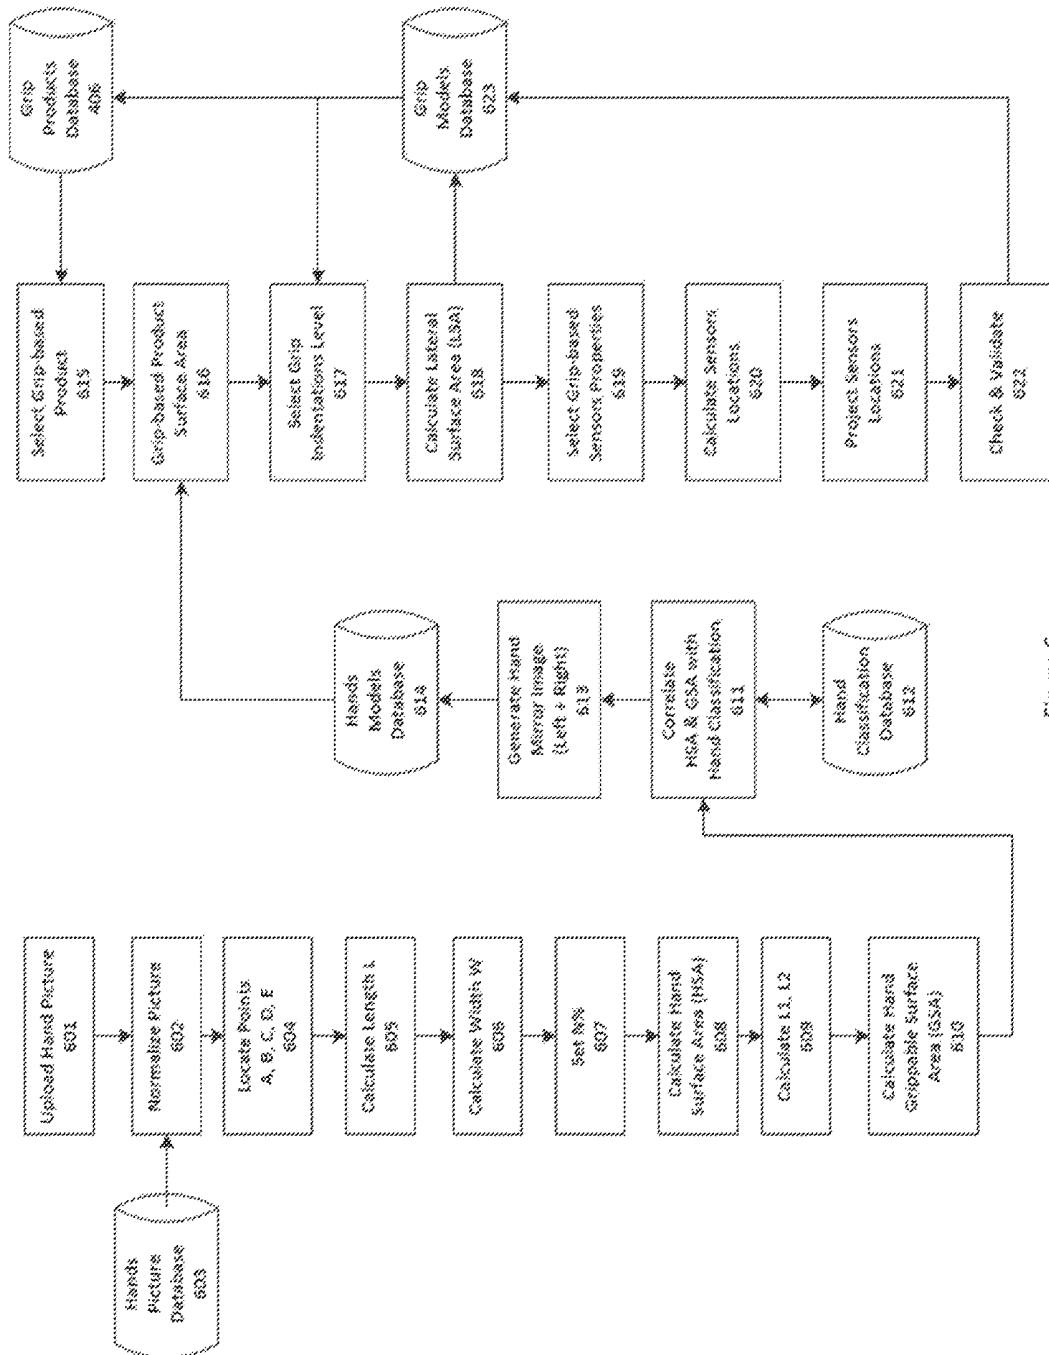 Hands
Picture
Database
603
Upload Hand Picture
601
Normalize Picture
602
Locate Points
A, B, C, D, E
604
Calculate Length L
605
Calculate Width W
606
Set N%
607
Calculate Hand
Surface Area (HSA)
608
Calculate L1, L2
609
Calculate Hand
Grippable Surface
Area (GSA)
610
Hands
Models
Database
614
Generate Hand
Mirror Image
(Left + Right)
613
Correlate
HSA & GSA with
Hand Classification
611
Hand
Classification
Database
612
Select Grip-based
Product
615
Grip-based Product
Surface Area
616
Select Grip
Indentations Level
617
Calculate Lateral
Surface Area (LSA)
618
Select Grip-based
Sensors Properties
619
Calculate Sensors
Locations
620
Project Sensors
Locations
621
Check & Validate
622
Grip
Products
Database
406
Grip
Models
Database
623